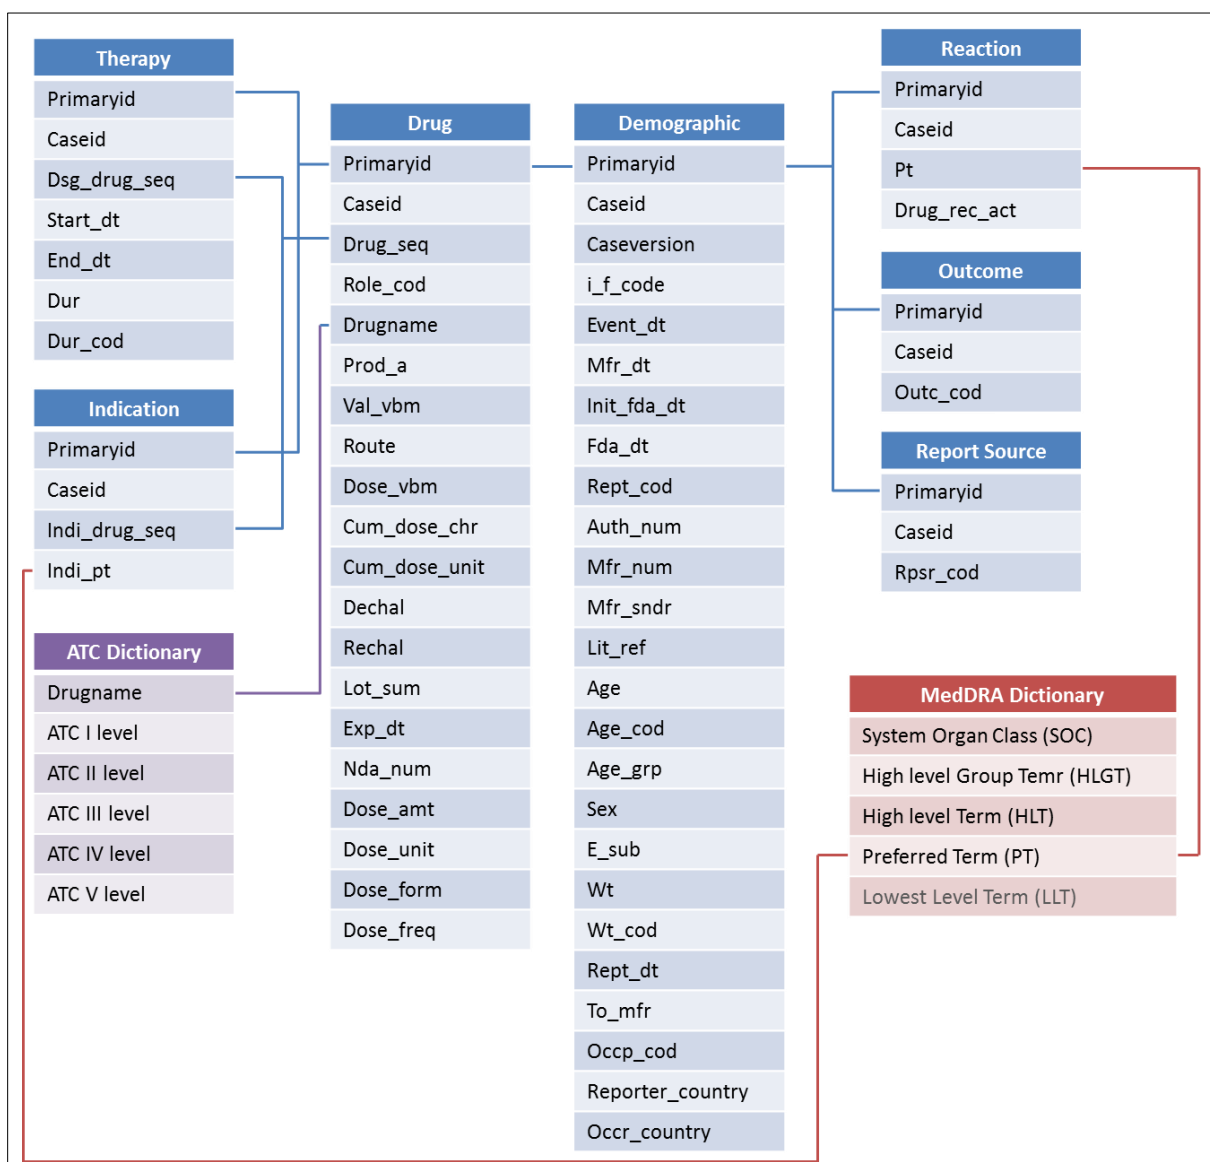 Therapy
Primaryid
Caseid
Dsg_drug_seq
Start_dt
End_dt
Dur
Dur_cod
Indication
Primaryid
Caseid
Indi_drug_seq
Indi_pt
ATC Dictionary
Drugname
ATC I level
ATC II level
ATC III level
ATC IV level
ATC V level
Drug
Primaryid
Caseid
Drug_seq
Role_cod
Drugname
Prod_a
Val_vbm
Route
Dose_vbm
Cum_dose_chr
Cum_dose_unit
Dechal
Rechal
Lot_sum
Exp_dt
Nda_num
Dose_amt
Dose_unit
Dose_form
Dose_freq
Demographic
Primaryid
Caseid
Caseversion
i_f_code
Event_dt
Mfr_dt
Init_fda_dt
Fda_dt
Rept_cod
Auth_num
Mfr_num
Mfr_sndr
Lit_ref
Age
Age_cod
Age_grp
Sex
E_sub
Wt
Wt_cod
Rept_dt
To_mfr
Occp_cod
Reporter_country
Occr_country
Reaction
Primaryid
Caseid
Pt
Drug_rec_act
Outcome
Primaryid
Caseid
Outc_cod
Report Source
Primaryid
Caseid
Rpsr_cod
MedDRA Dictionary
System Organ Class (SOC)
High level Group Temr (HLGT)
High level Term (HLT)
Preferred Term (PT)
Lowest Level Term (LLT)